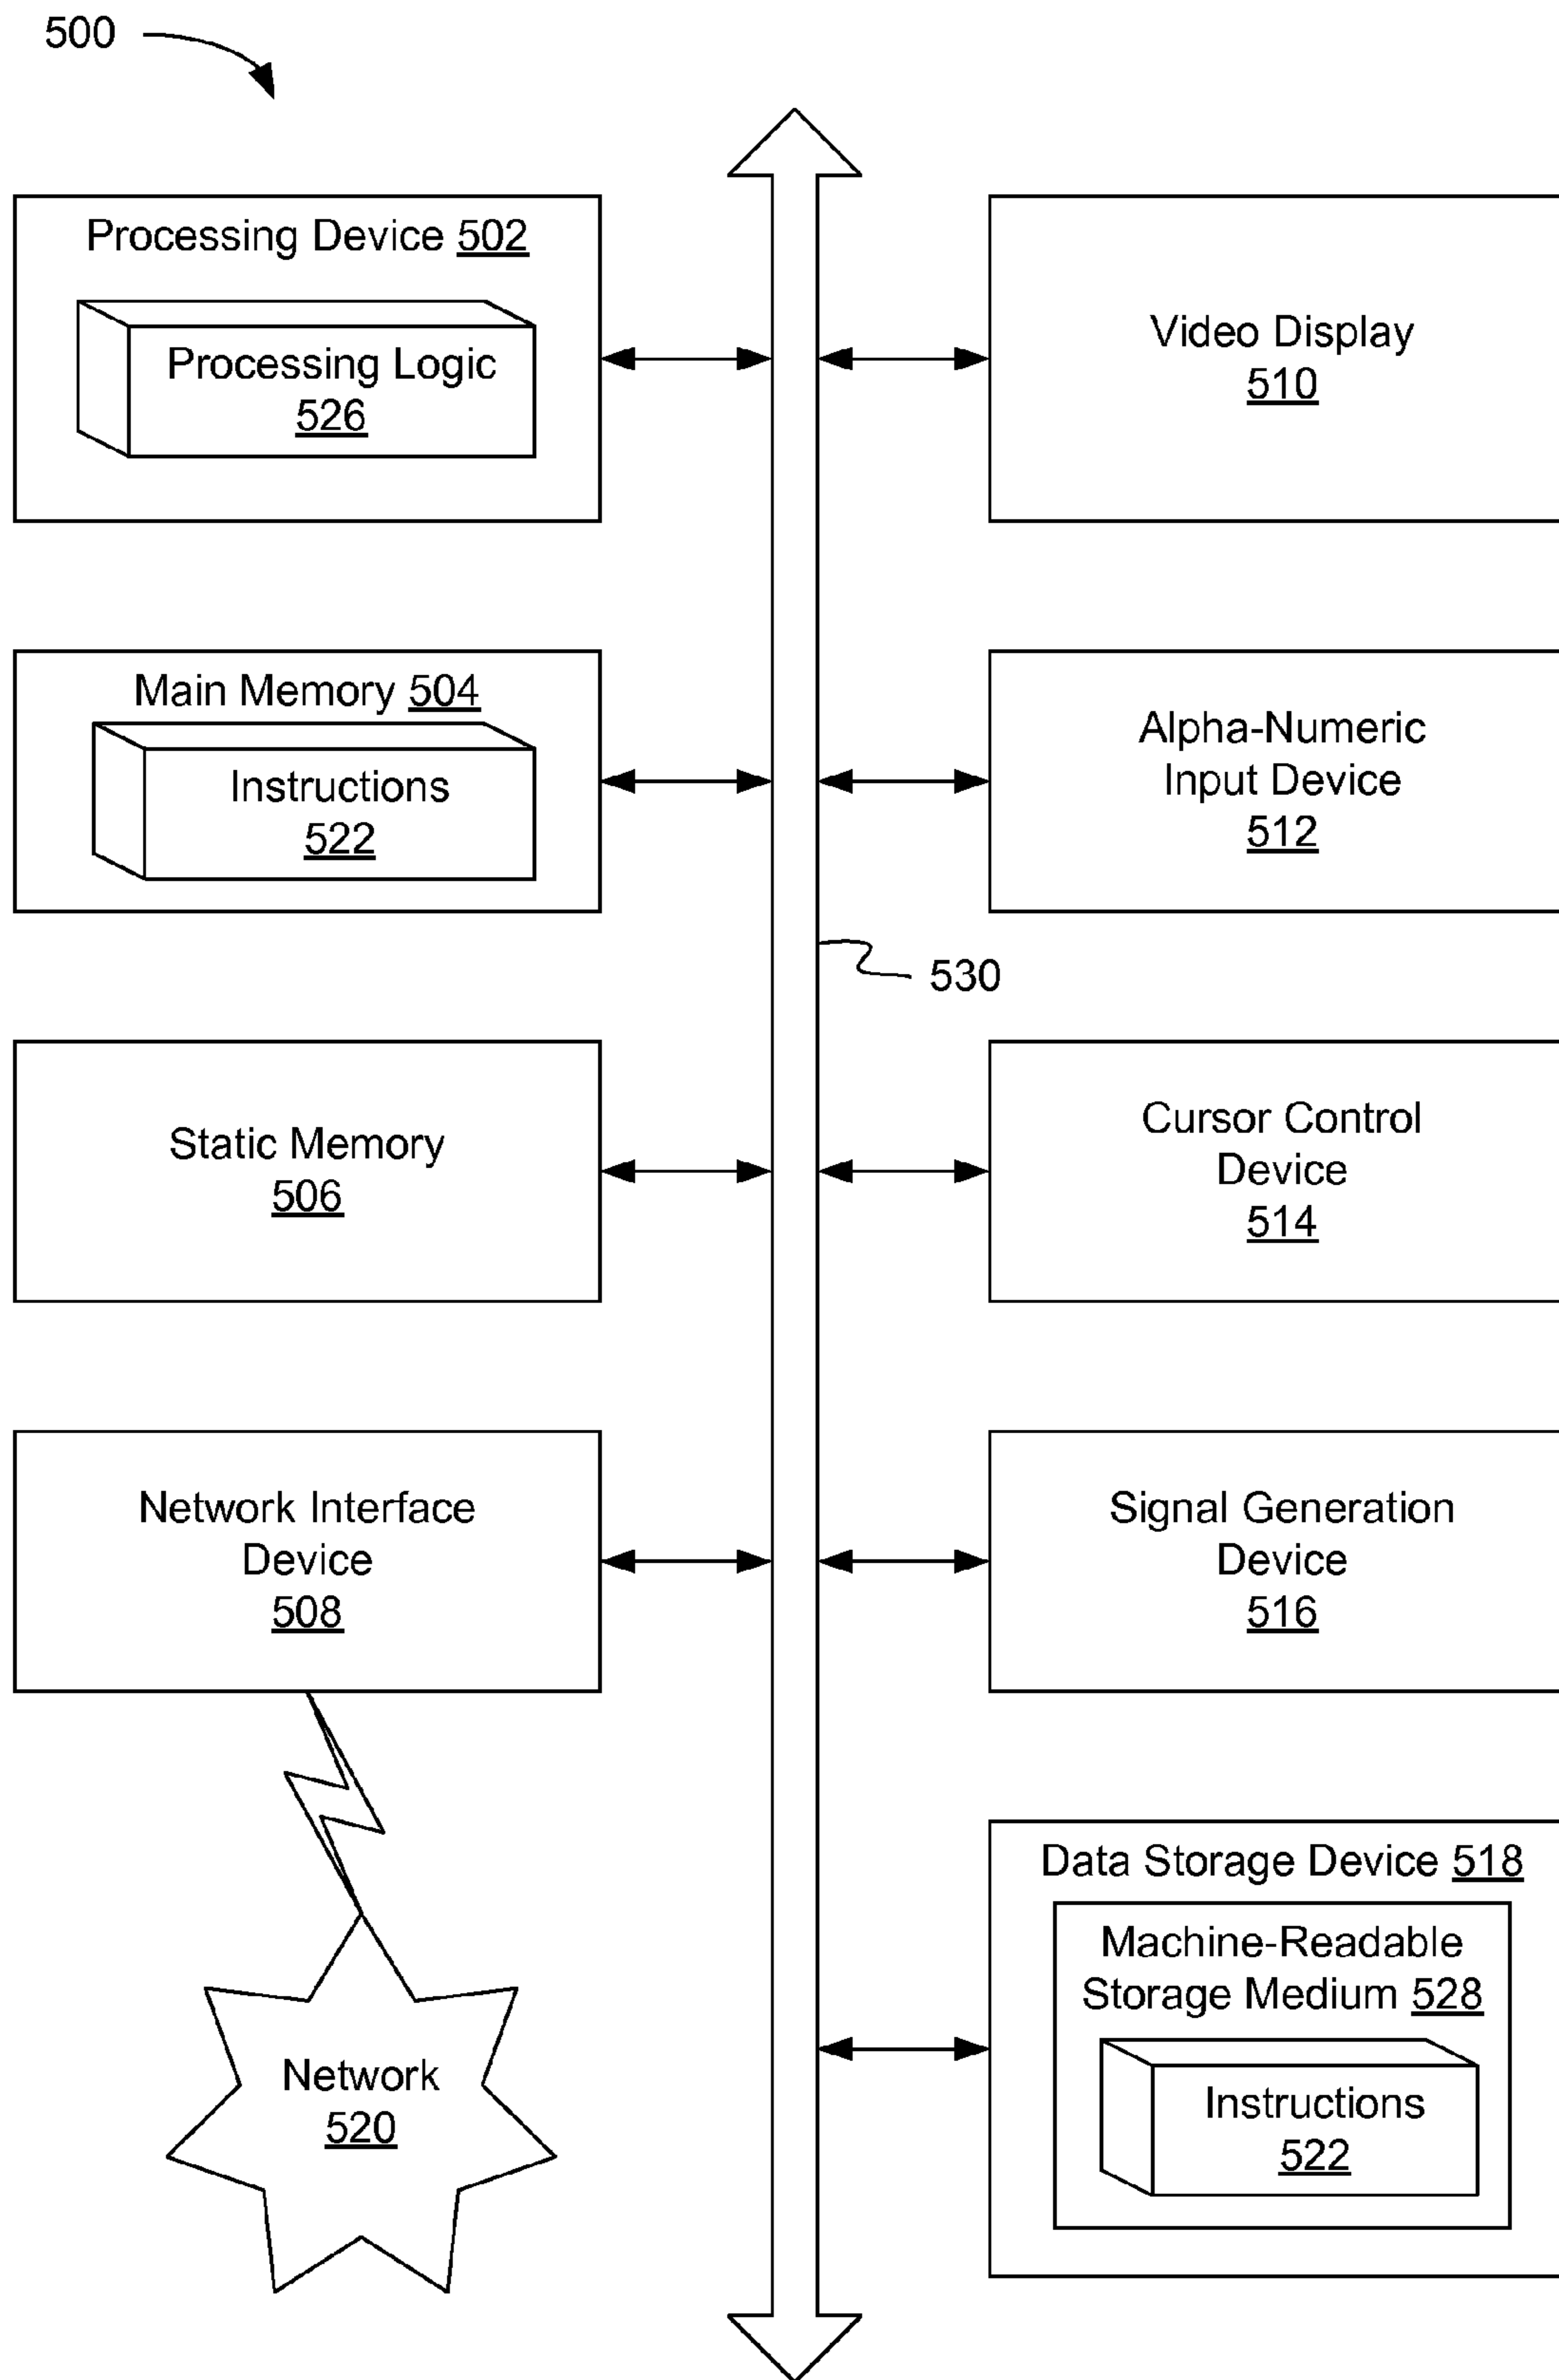 500
Processing Device 502
Processing Logic
526
Video Display
510
Main Memory 504
Instructions
522
Alpha-Numeric
Input Device
512
530
Static Memory
506
Cursor Control
Device
514
Network Interface
Device
508
Signal Generation
Device
516
Data Storage Device 518
Machine-Readable
Storage Medium 528
Instructions
522
Network
520